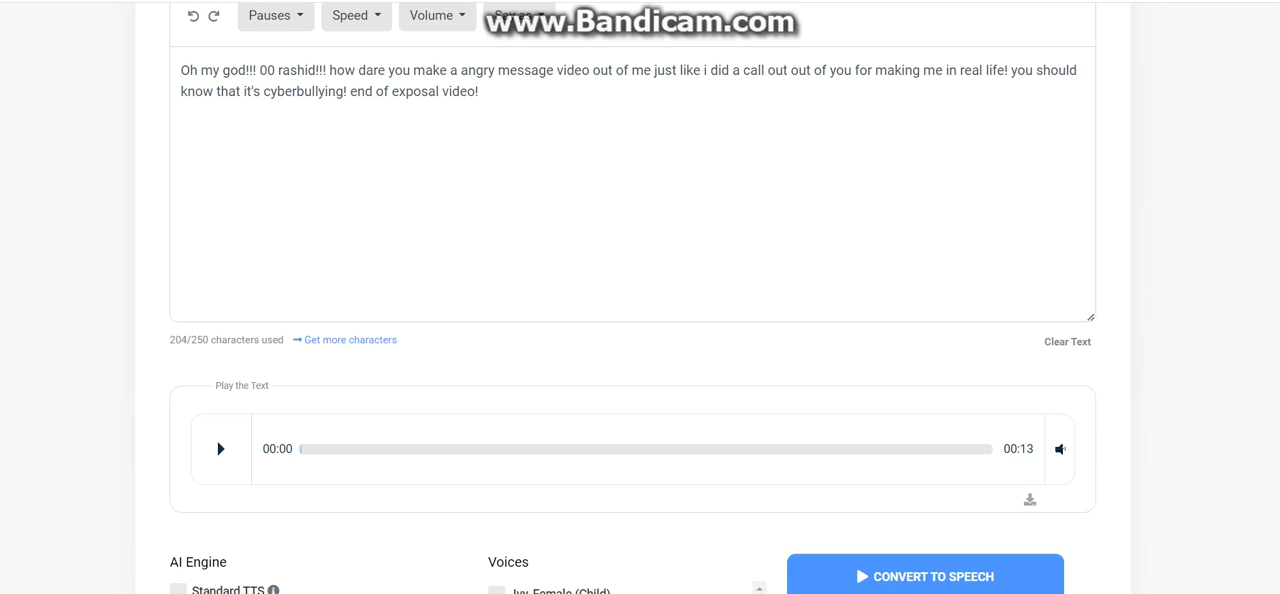 www.Bandicam.com
Pauses Speed Volume
Oh my god!!! 00 rashid!!! how dare you make a angry message video out of me just like i did a call out out of you for making me in real life! you should
know that it's cyberbullying! end of exposal video!
204/250 characters used Get more characters Clear Text
Play the Text
00:00 00:13
AI Engine Voices
CONVERT TO SPEECH
Standard TTS Ivy, Female (Child)